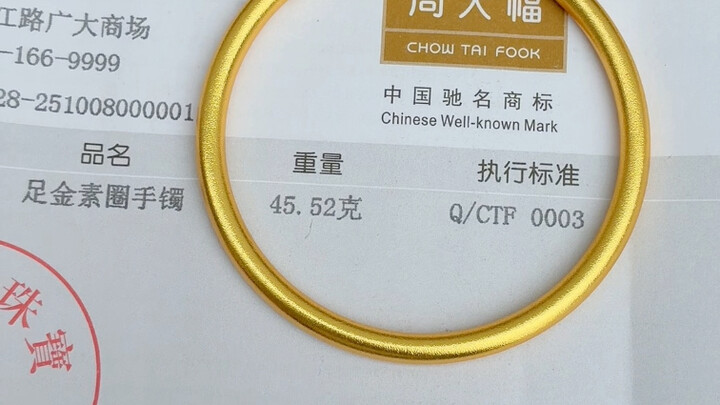 江路广大商场
-166-9999
28-251008000001
周大福
CHOW TAI FOOK
中国驰名商标
Chinese Well-known Mark
品名 重量 执行标准
足金素圈手镯 45.52克 Q/CTF 0003
珠寶